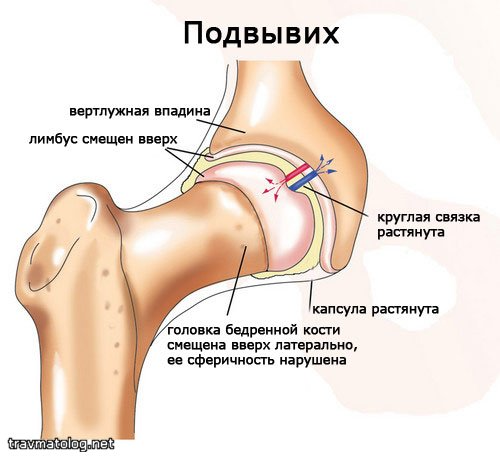 Подвывих
вертлужная впадина
лимбус смещен вверх
круглая связка
растянута
капсула растянута
головка бедренной кости
смещена вверх латерально,
ее сферичность нарушена
travmatolog.net